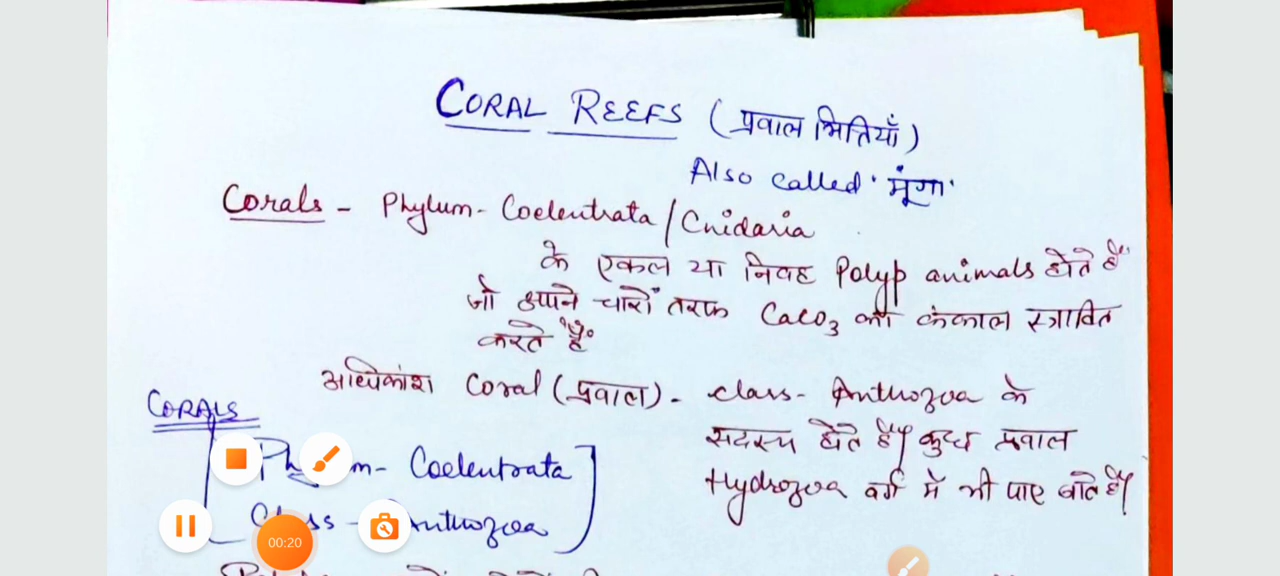 CORAL REEFS (प्रवाल भितियाँ)
Also called 'मूंगा'
Corals - Phylum - Coelentrata / Cnidaria
के एकल या निवह Polyp animals होते हैं
जो अपने चारों तरफ CaCO3 का कंकाल स्त्रावित
करते हैं
अधिकांश Coral (प्रवाल) - class - Anthozoa के
सदस्य होते हैं। कुछ प्रवाल
Hydrozoa वर्ग में भी पाए जाते हैं।
CORALS
Coelentrata
Anthozoa
00:20